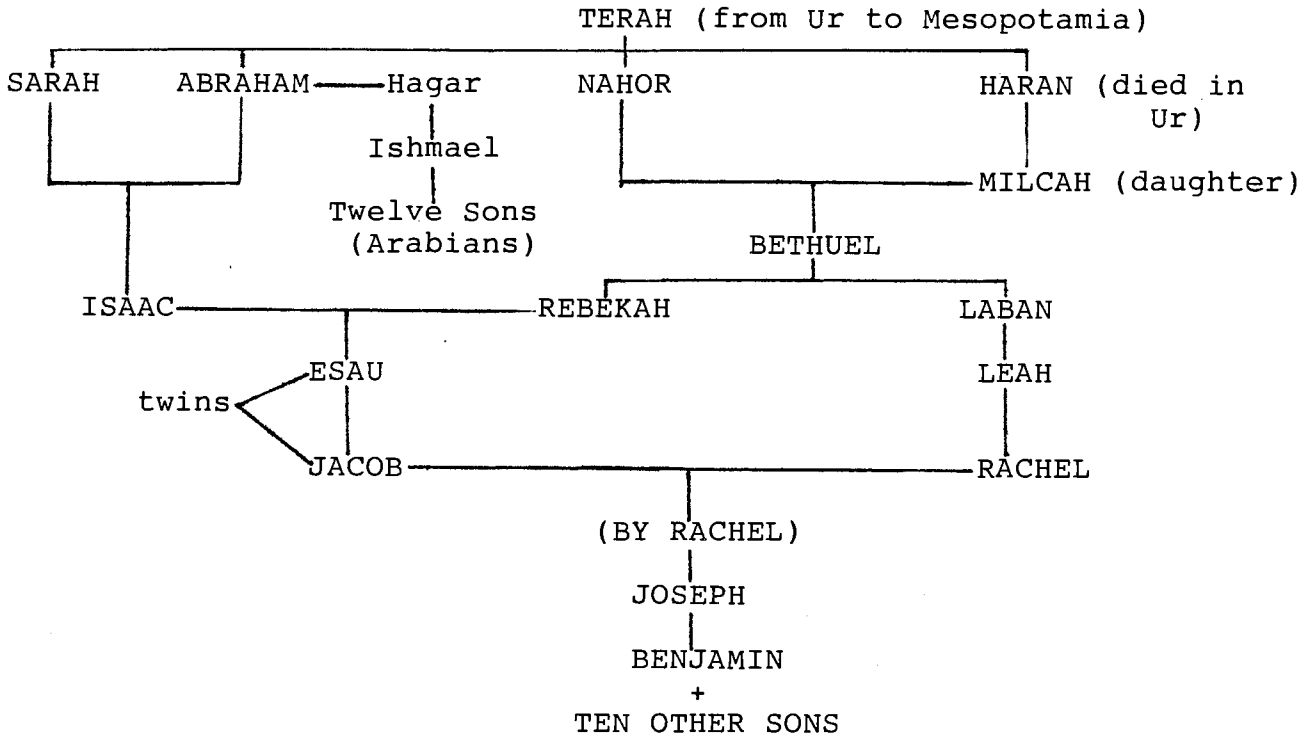 TERAH (from Ur to Mesopotamia)
SARAH ABRAHAM Hagar NAHOR HARAN (died in
Ur)
Ishmael
MILCAH (daughter)
Twelve Sons
(Arabians)
BETHUEL
ISAAC REBEKAH LABAN
ESAU LEAH
twins
JACOB RACHEL
(BY RACHEL)
JOSEPH
BENJAMIN
+
TEN OTHER SONS